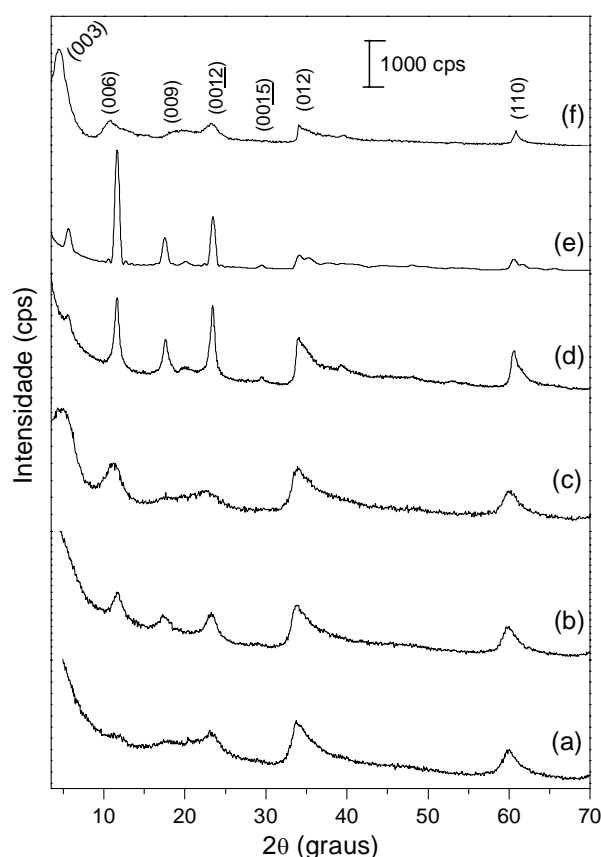 (003)
(006)
(009)
(0012)
(0015)
(012)
(110)
1000 cps
(f)
(e)
(d)
(c)
(b)
(a)
Intensidade (cps)
10 20 30 40 50 60 70
2θ (graus)